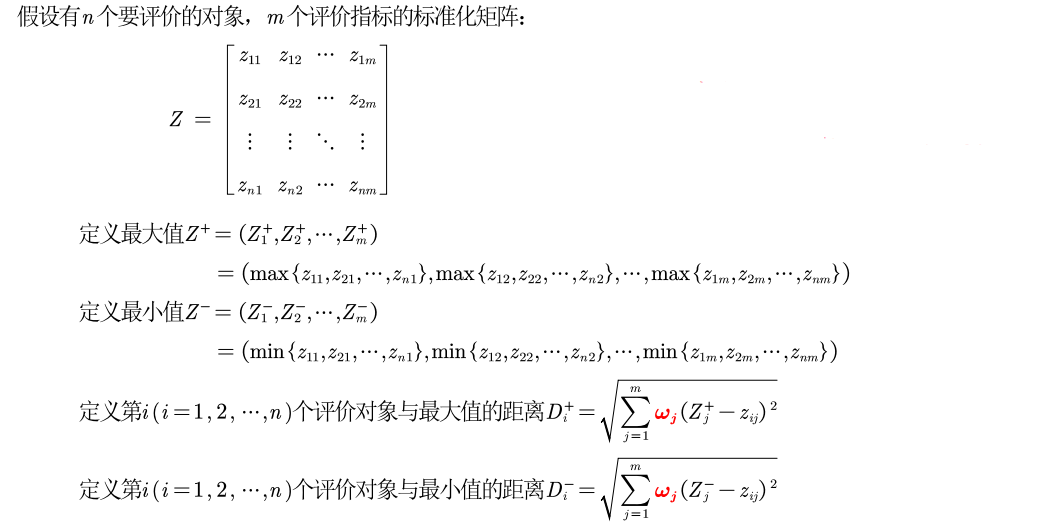 假设有n个要评价的对象，m个评价指标的标准化矩阵：
Z = [z₁₁ z₁₂ ⋯ z₁ₘ
z₂₁ z₂₂ ⋯ z₂ₘ
⋮ ⋮ ⋱ ⋮
zₙ₁ zₙ₂ ⋯ zₙₘ]
定义最大值Z⁺ = (Z₁⁺,Z₂⁺,⋯,Zₘ⁺)
= (max{z₁₁,z₂₁,⋯,zₙ₁},max{z₁₂,z₂₂,⋯,zₙ₂},⋯,max{z₁ₘ,z₂ₘ,⋯,zₙₘ})
定义最小值Z⁻ = (Z₁⁻,Z₂⁻,⋯,Zₘ⁻)
= (min{z₁₁,z₂₁,⋯,zₙ₁},min{z₁₂,z₂₂,⋯,zₙ₂},⋯,min{z₁ₘ,z₂ₘ,⋯,zₙₘ})
定义第i(i=1,2,⋯,n)个评价对象与最大值的距离Dᵢ⁺ = √(∑ⱼ₌₁ᵐ ωⱼ(Zⱼ⁺−zᵢⱼ)²)
定义第i(i=1,2,⋯,n)个评价对象与最小值的距离Dᵢ⁻ = √(∑ⱼ₌₁ᵐ ωⱼ(Zⱼ⁻−zᵢⱼ)²)